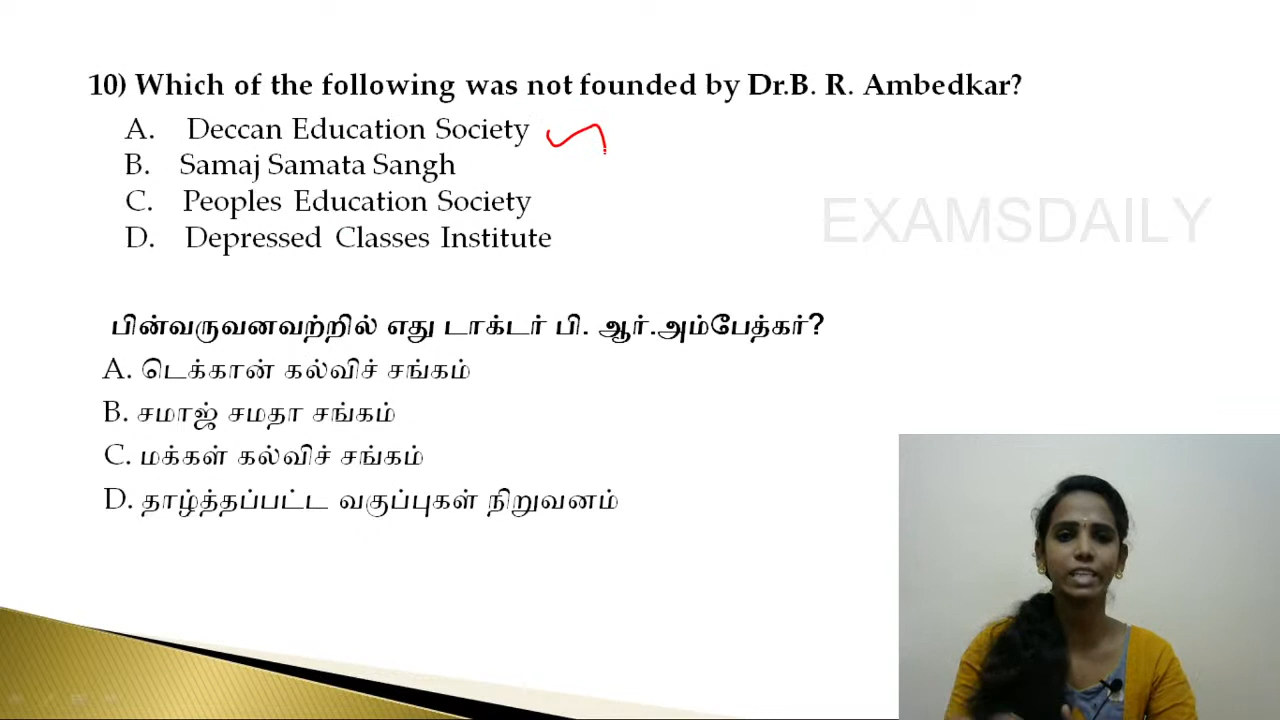 10) Which of the following was not founded by Dr.B. R. Ambedkar?
A. Deccan Education Society
B. Samaj Samata Sangh
C. Peoples Education Society
D. Depressed Classes Institute
EXAMSDAILY
பின்வருவனவற்றில் எது டாக்டர் பி. ஆர்.அம்பேத்கர்?
A. டெக்கான் கல்விச் சங்கம்
B. சமாஜ் சமதா சங்கம்
C. மக்கள் கல்விச் சங்கம்
D. தாழ்த்தப்பட்ட வகுப்புகள் நிறுவனம்